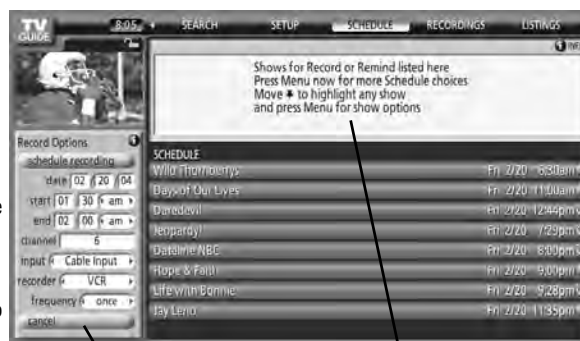 TV GUIDE
8:05
SEARCH SETUP SCHEDULE RECORDINGS LISTINGS
Shows for Record or Remind listed here
Press Menu now for more Schedule choices
Move to highlight any show
and press Menu for show options
Record Options
schedule recording
date 02 20 04
start 01 30 am
end 02 00 am
channel 6
input Cable Input
recorder VCR
frequency once
cancel
SCHEDULE
Wild Thornberrys Fri 2/20 6:30am
Days of Our Lives Fri 2/20 11:00am
Daredevil Fri 2/20 12:44pm
Jeopardy! Fri 2/20 7:29pm
Dateline NBC Fri 2/20 8:00pm
Hope & Faith Fri 2/20 9:00pm
Life with Bonnie Fri 2/20 9:28pm
Jay Leno Fri 2/20 11:35pm